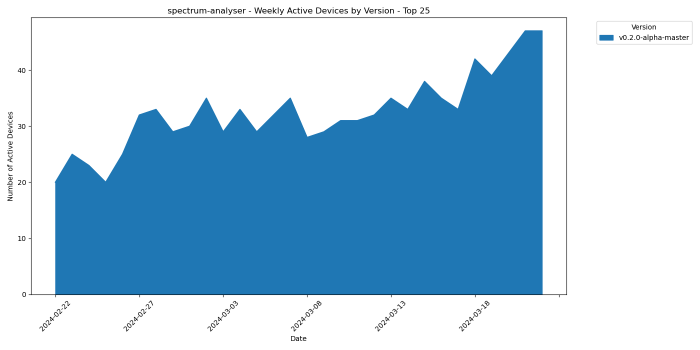 spectrum-analyser - Weekly Active Devices by Version - Top 25
Version
v0.2.0-alpha-master
Number of Active Devices
40
30
20
10
0
2024-02-22
2024-02-27
2024-03-03
2024-03-08
2024-03-13
2024-03-18
Date